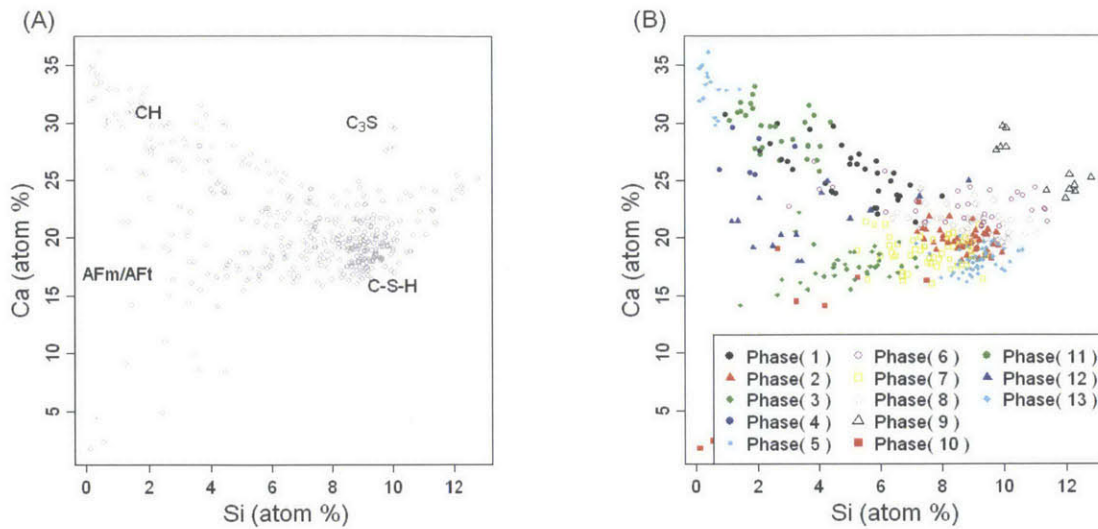 (A)
35
30
25
20
15
10
5
Ca (atom %)
CH
C₃S
AFm/AFt
C-S-H
0 2 4 6 8 10 12
Si (atom %)
(B)
35
30
25
20
15
10
5
Ca (atom %)
Phase( 1 ) Phase( 6 ) Phase( 11 )
Phase( 2 ) Phase( 7 ) Phase( 12 )
Phase( 3 ) Phase( 8 ) Phase( 13 )
Phase( 4 ) Phase( 9 )
Phase( 5 ) Phase( 10 )
0 2 4 6 8 10 12
Si (atom %)